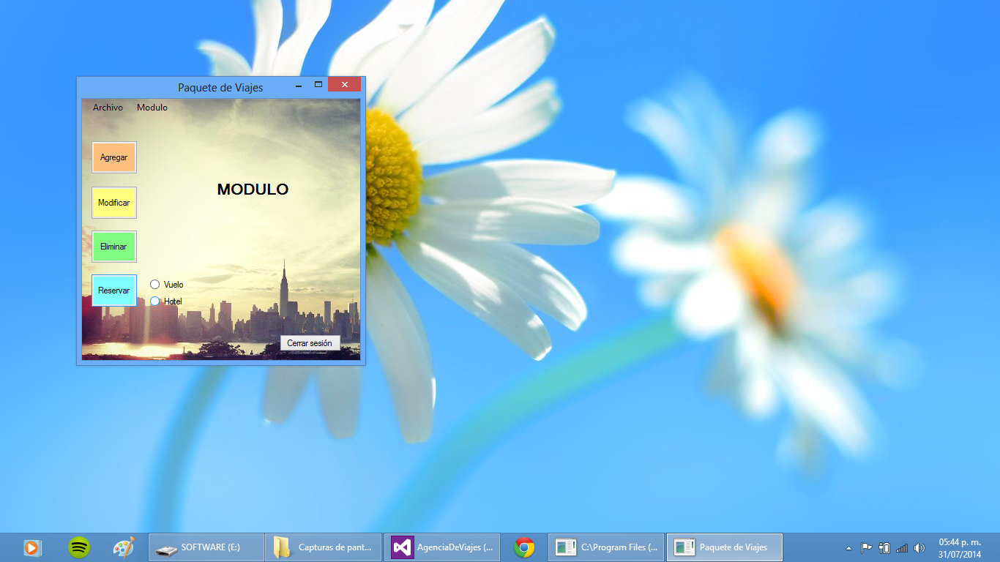 Paquete de Viajes
Archivo Modulo
Agregar
MODULO
Modificar
Eliminar
Reservar
Vuelo
Hotel
Cerrar sesión
SOFTWARE (E:)
Capturas de pant...
AgenciaDeViajes (...
C:\Program Files (...
Paquete de Viajes
05:44 p. m.
31/07/2014